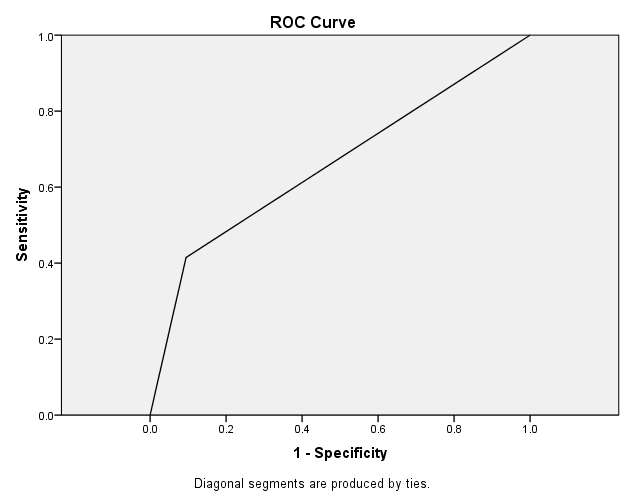 ROC Curve
1.0
0.8
0.6
0.4
0.2
0.0
Sensitivity
0.0 0.2 0.4 0.6 0.8 1.0
1 - Specificity
Diagonal segments are produced by ties.